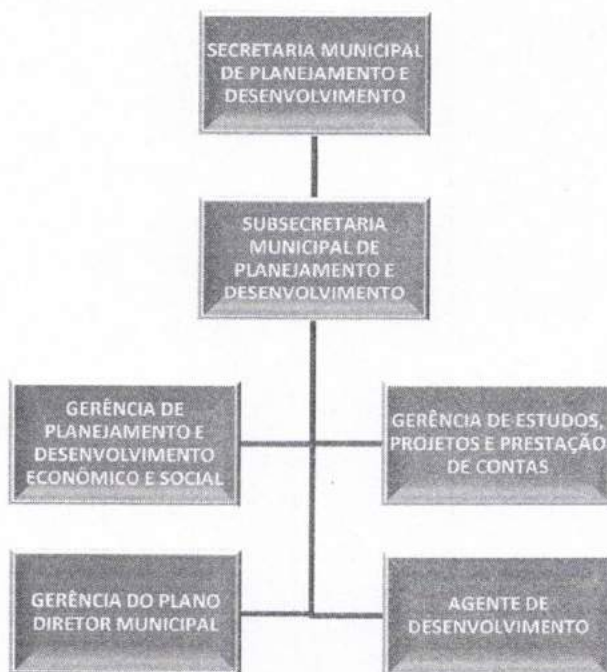 SECRETARIA MUNICIPAL
DE PLANEJAMENTO E
DESENVOLVIMENTO
SUBSECRETARIA
MUNICIPAL DE
PLANEJAMENTO E
DESENVOLVIMENTO
GERÊNCIA DE
PLANEJAMENTO E
DESENVOLVIMENTO
ECONÔMICO E SOCIAL
GERÊNCIA DE ESTUDOS,
PROJETOS E PRESTAÇÃO
DE CONTAS
GERÊNCIA DO PLANO
DIRETOR MUNICIPAL
AGENTE DE
DESENVOLVIMENTO